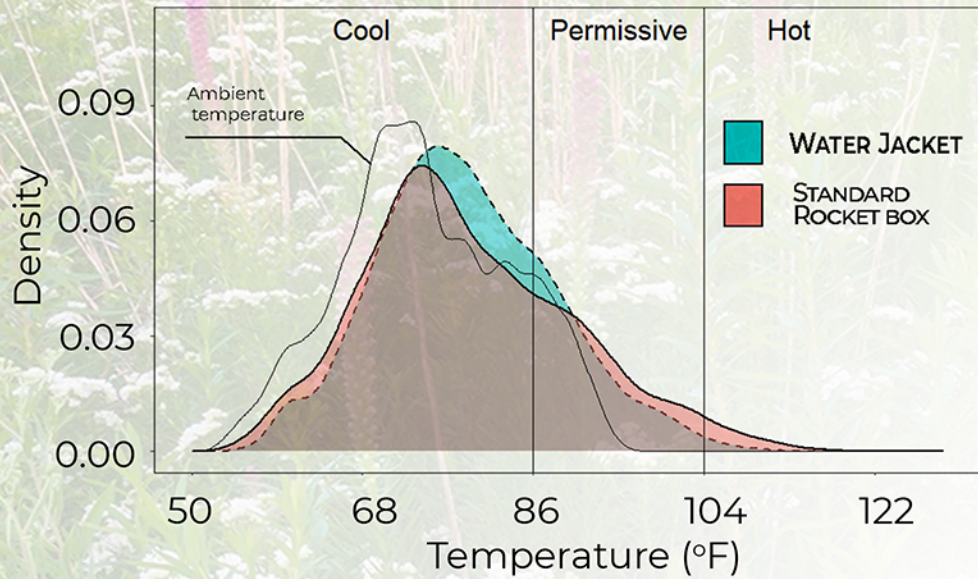 Cool
Permissive
Hot
Ambient
temperature
WATER JACKET
STANDARD
ROCKET BOX
Density
0.09
0.06
0.03
0.00
50
68
86
104
122
Temperature (ºF)